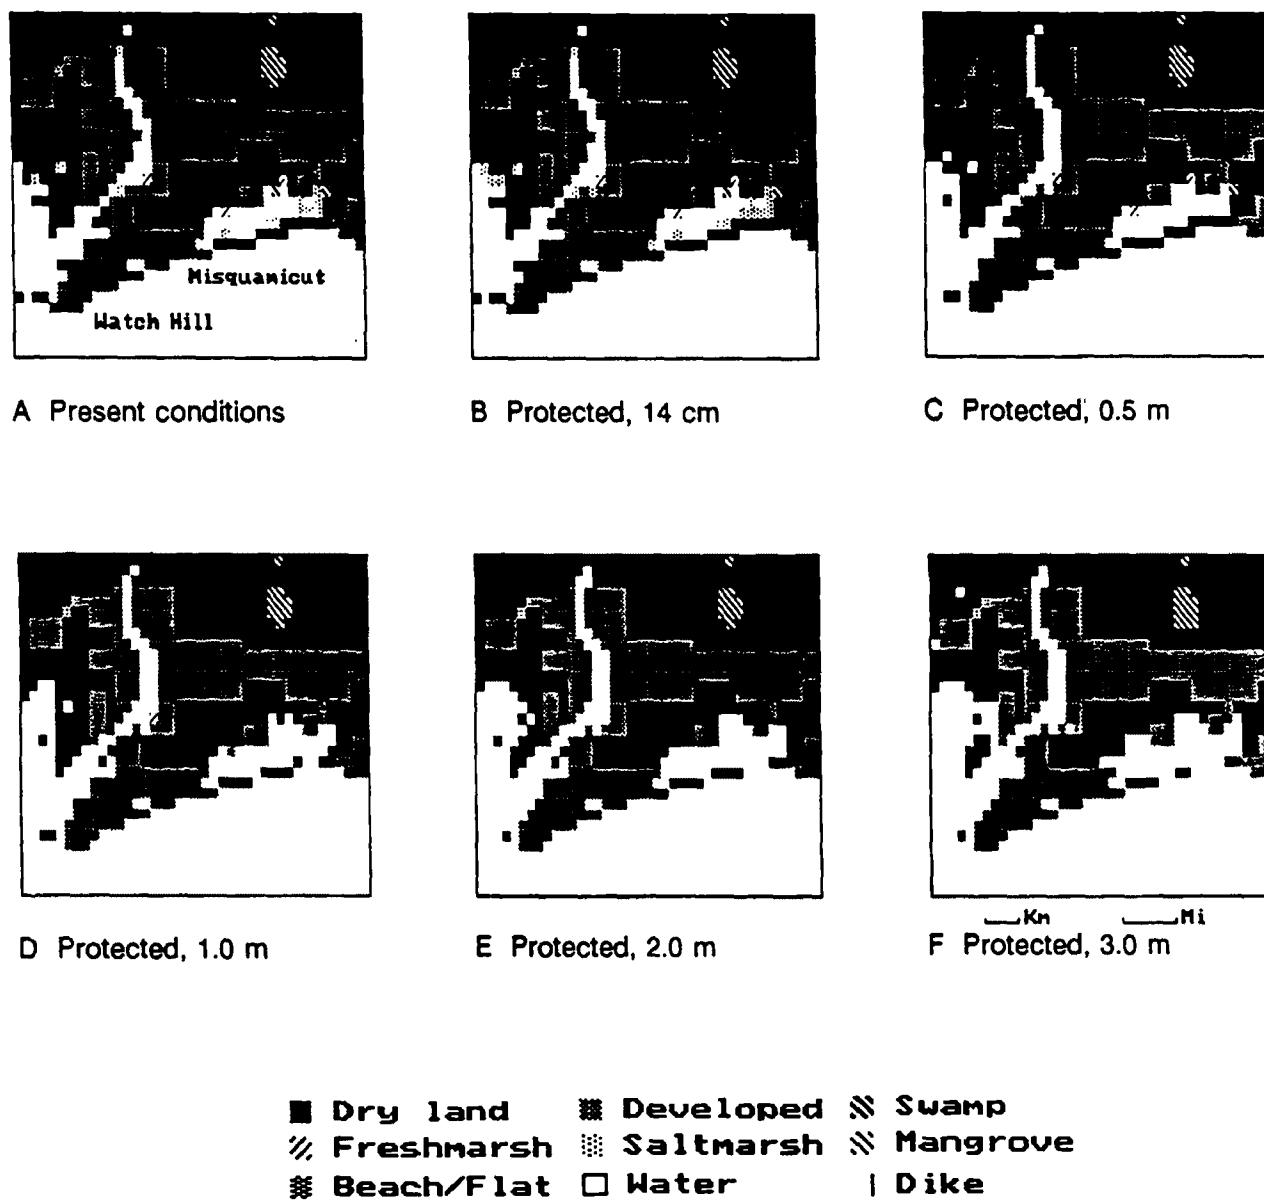 Misquamicut
Watch Hill
A Present conditions
B Protected, 14 cm
C Protected, 0.5 m
Km
Mi
D Protected, 1.0 m
E Protected, 2.0 m
F Protected, 3.0 m
Dry land
Developed
Swamp
Freshmarsh
Saltmarsh
Mangrove
Beach/Flat
Water
Dike